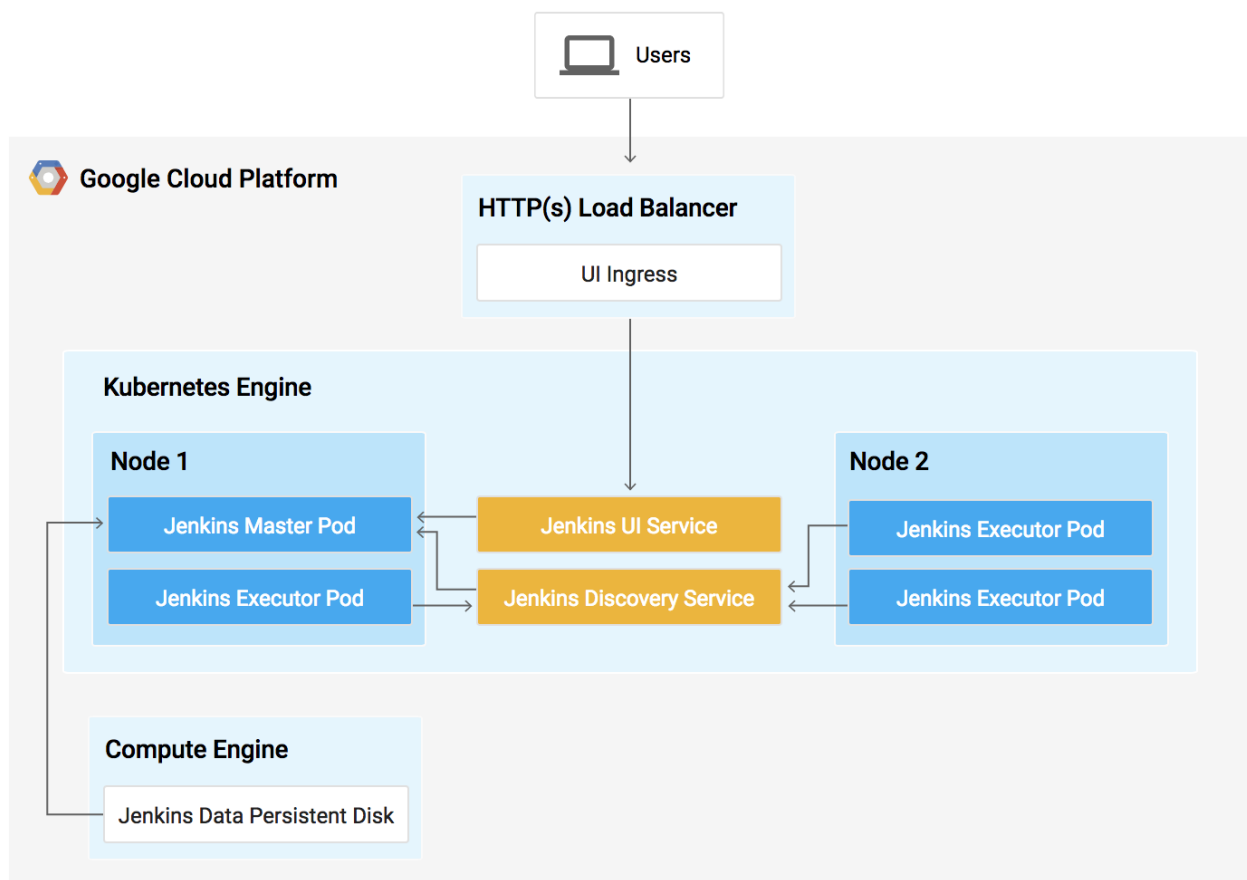 Users
Google Cloud Platform
HTTP(s) Load Balancer
UI Ingress
Kubernetes Engine
Node 1
Jenkins Master Pod
Jenkins Executor Pod
Jenkins UI Service
Jenkins Discovery Service
Node 2
Jenkins Executor Pod
Jenkins Executor Pod
Compute Engine
Jenkins Data Persistent Disk